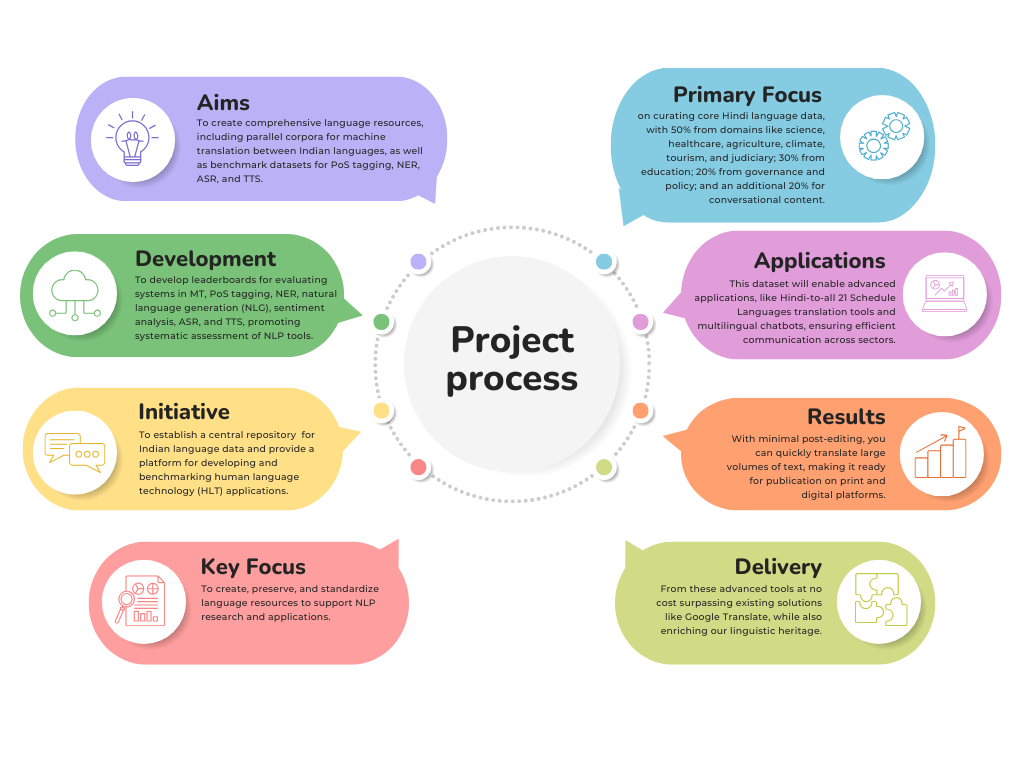 Aims
To create comprehensive language resources,
including parallel corpora for machine
translation between Indian languages, as well
as benchmark datasets for PoS tagging, NER,
ASR, and TTS.
Primary Focus
on curating core Hindi language data,
with 50% from domains like science,
healthcare, agriculture, climate,
tourism, and judiciary; 30% from
education; 20% from governance and
policy; and an additional 20% for
conversational content.
Development
To develop leaderboards for evaluating
systems in MT, PoS tagging, NER, natural
language generation (NLG), sentiment
analysis, ASR, and TTS, promoting
systematic assessment of NLP tools.
Applications
This dataset will enable advanced
applications, like Hindi-to-all 21 Schedule
Languages translation tools and
multilingual chatbots, ensuring efficient
communication across sectors.
Project
process
Initiative
To establish a central repository for
Indian language data and provide a
platform for developing and
benchmarking human language
technology (HLT) applications.
Results
With minimal post-editing, you
can quickly translate large
volumes of text, making it ready
for publication on print and
digital platforms.
Key Focus
To create, preserve, and standardize
language resources to support NLP
research and applications.
Delivery
From these advanced tools at no
cost surpassing existing solutions
like Google Translate, while also
enriching our linguistic heritage.